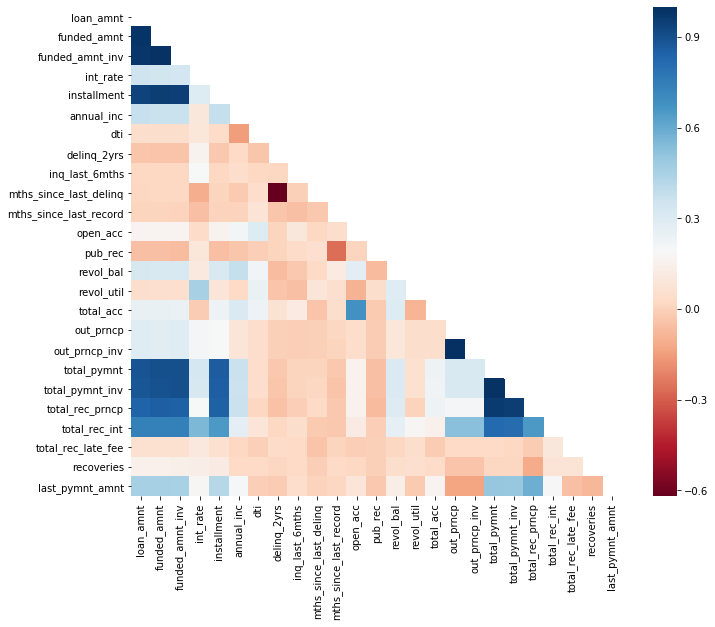 loan_amnt
funded_amnt
funded_amnt_inv
int_rate
installment
annual_inc
dti
delinq_2yrs
inq_last_6mths
mths_since_last_delinq
mths_since_last_record
open_acc
pub_rec
revol_bal
revol_util
total_acc
out_prncp
out_prncp_inv
total_pymnt
total_pymnt_inv
total_rec_prncp
total_rec_int
total_rec_late_fee
recoveries
last_pymnt_amnt
loan_amnt
funded_amnt
funded_amnt_inv
int_rate
installment
annual_inc
dti
delinq_2yrs
inq_last_6mths
mths_since_last_delinq
mths_since_last_record
open_acc
pub_rec
revol_bal
revol_util
total_acc
out_prncp
out_prncp_inv
total_pymnt
total_pymnt_inv
total_rec_prncp
total_rec_int
total_rec_late_fee
recoveries
last_pymnt_amnt
0.9
0.6
0.3
0.0
−0.3
−0.6